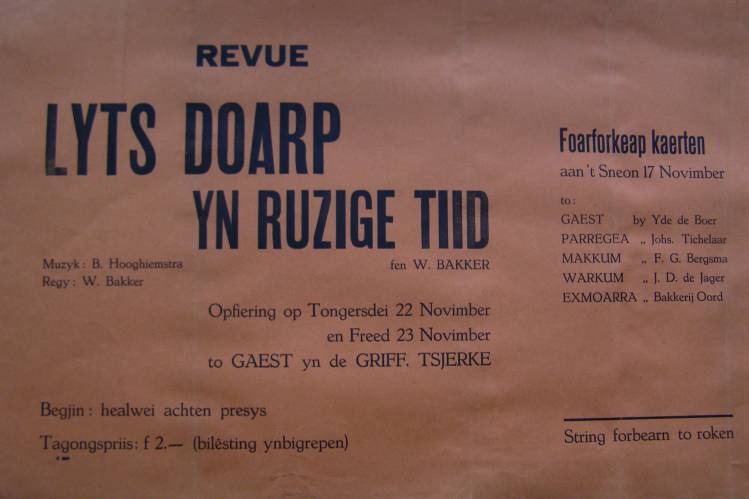 REVUE
LYTS DOARP
YN RUZIGE TIID
Muzyk: B. Hooghiemstra
Regy: W. Bakker
fen W. BAKKER
Opfiering op Tongersdei 22 Novimber
en Freed 23 Novimber
to GAEST yn de GRIFF. TSJERKE
Begjin: healwei achten presys
Tagongspriis: f 2.— (bilêsting ynbigrepen)
Foarforkeap kaerten
aan 't Sneon 17 Novimber
to:
GAEST by Yde de Boer
PARREGEA „ Johs. Tichelaar
MAKKUM „ F. G. Bergsma
WARKUM „ J. D. de Jager
EXMOARRA „ Bakkerij Oord
String forbearn to roken